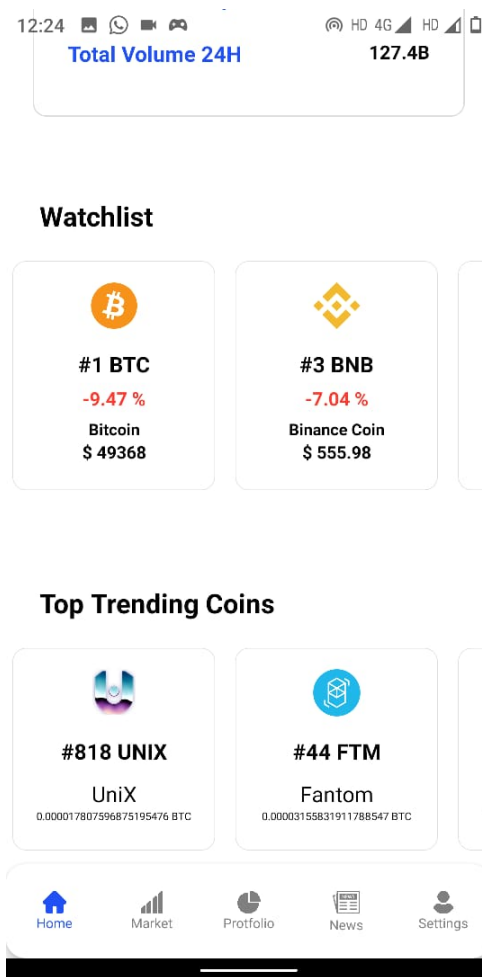 12:24 HD 4G HD
Total Volume 24H 127.4B
Watchlist
#1 BTC #3 BNB
-9.47 % -7.04 %
Bitcoin Binance Coin
$ 49368 $ 555.98
Top Trending Coins
#818 UNIX #44 FTM
UniX Fantom
0.000017807596875195476 BTC 0.00003155831911788547 BTC
Home Market Protfolio News Settings